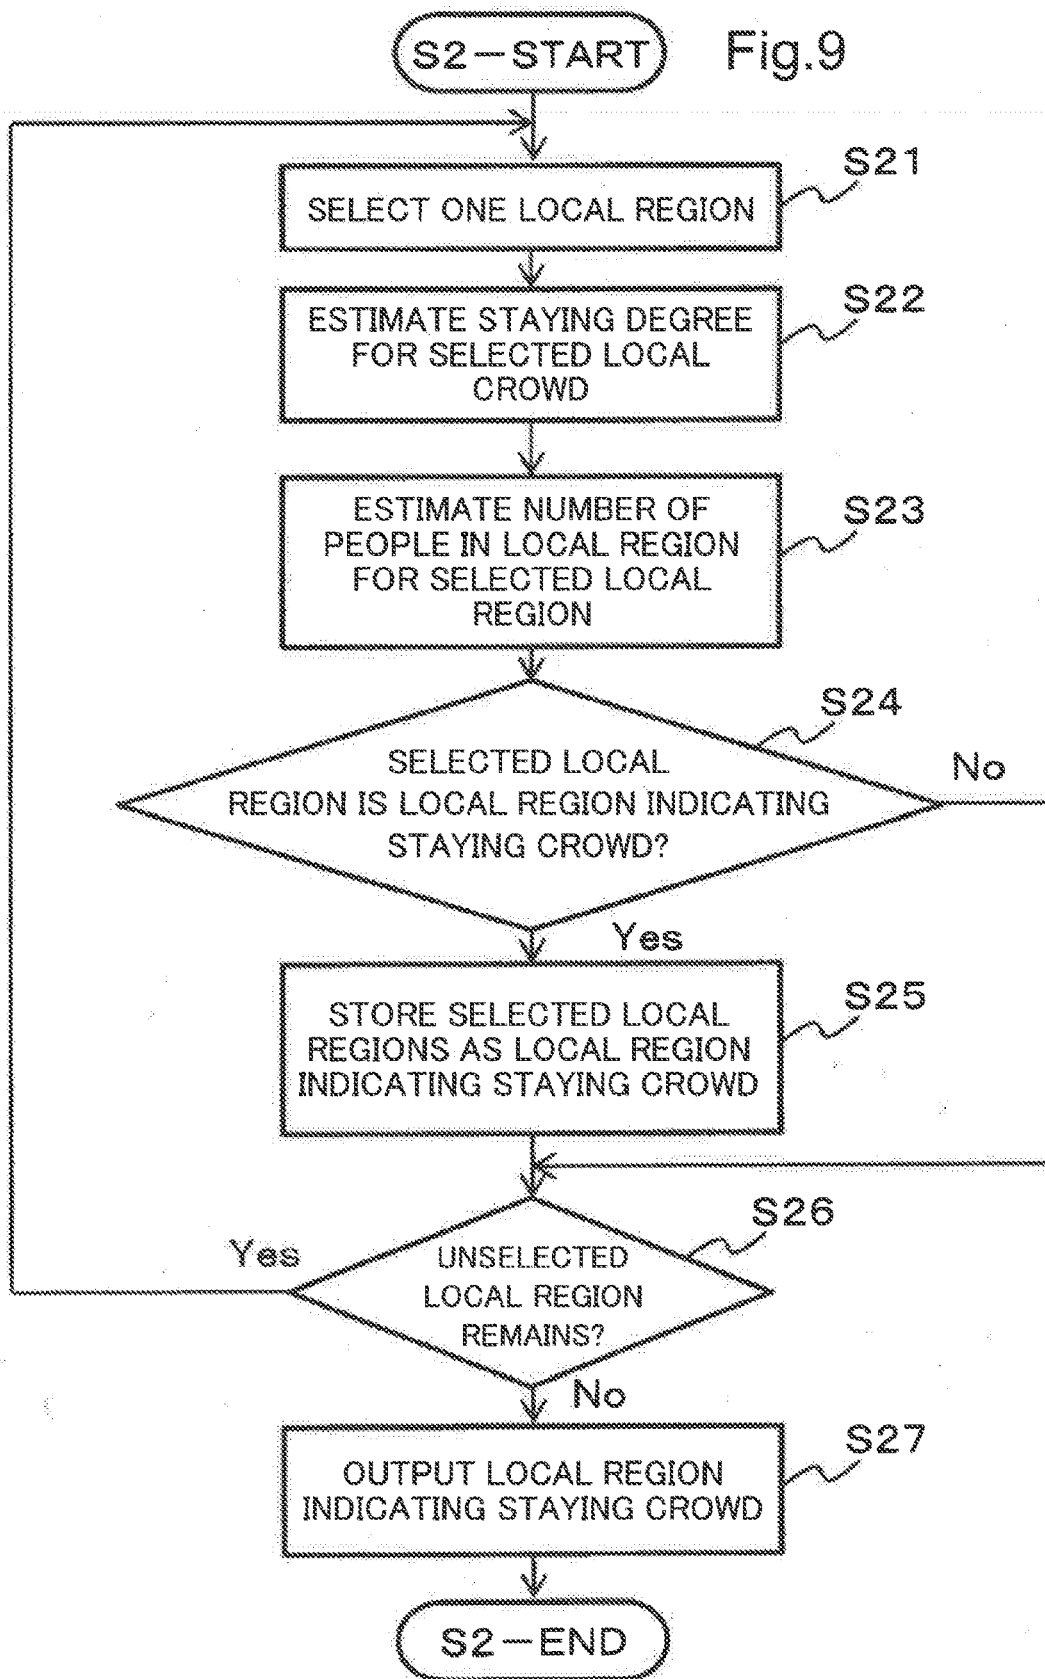 S2-START
Fig.9
S21
SELECT ONE LOCAL REGION
S22
ESTIMATE STAYING DEGREE
FOR SELECTED LOCAL
CROWD
S23
ESTIMATE NUMBER OF
PEOPLE IN LOCAL REGION
FOR SELECTED LOCAL
REGION
S24
SELECTED LOCAL
REGION IS LOCAL REGION INDICATING
STAYING CROWD?
No
Yes
S25
STORE SELECTED LOCAL
REGIONS AS LOCAL REGION
INDICATING STAYING CROWD
S26
Yes
UNSELECTED
LOCAL REGION
REMAINS?
No
S27
OUTPUT LOCAL REGION
INDICATING STAYING CROWD
S2-END